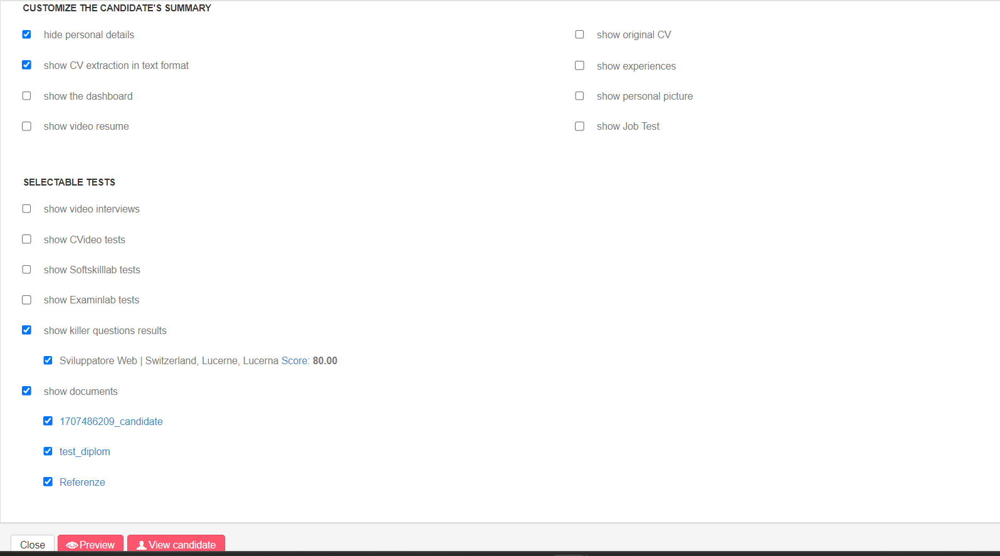 CUSTOMIZE THE CANDIDATE'S SUMMARY
hide personal details
show original CV
show CV extraction in text format
show experiences
show the dashboard
show personal picture
show video resume
show Job Test
SELECTABLE TESTS
show video interviews
show CVideo tests
show Softskilllab tests
show Examinlab tests
show killer questions results
Sviluppatore Web | Switzerland, Lucerne, Lucerna Score: 80.00
show documents
1707486209_candidate
test_diplom
Referenze
Close Preview View candidate